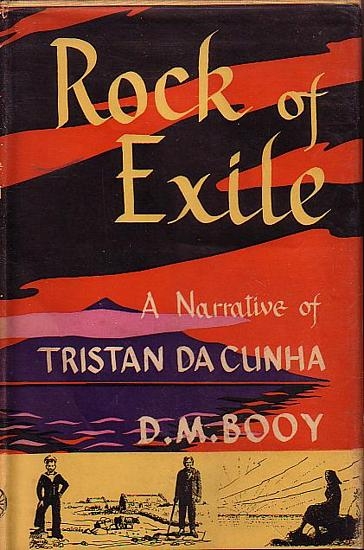 Rock of
Exile
A Narrative of
TRISTAN DA CUNHA
D.M.BOOY